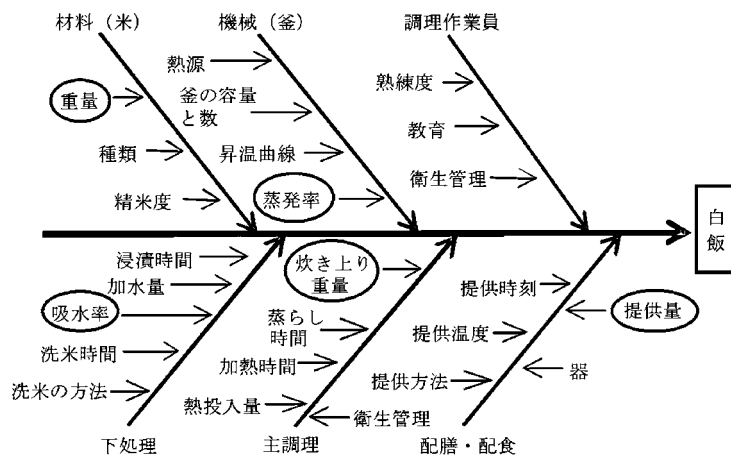 材料（米）
機械（釜）
調理作業員
熱源
熟練度
重量
釜の容量
と数
教育
種類
昇温曲線
衛生管理
精米度
蒸発率
白飯
浸漬時間
炊き上り
重量
加水量
提供時刻
吸水率
提供量
蒸らし
時間
提供温度
洗米時間
加熱時間
器
洗米の方法
提供方法
熱投入量
衛生管理
下処理
主調理
配膳・配食